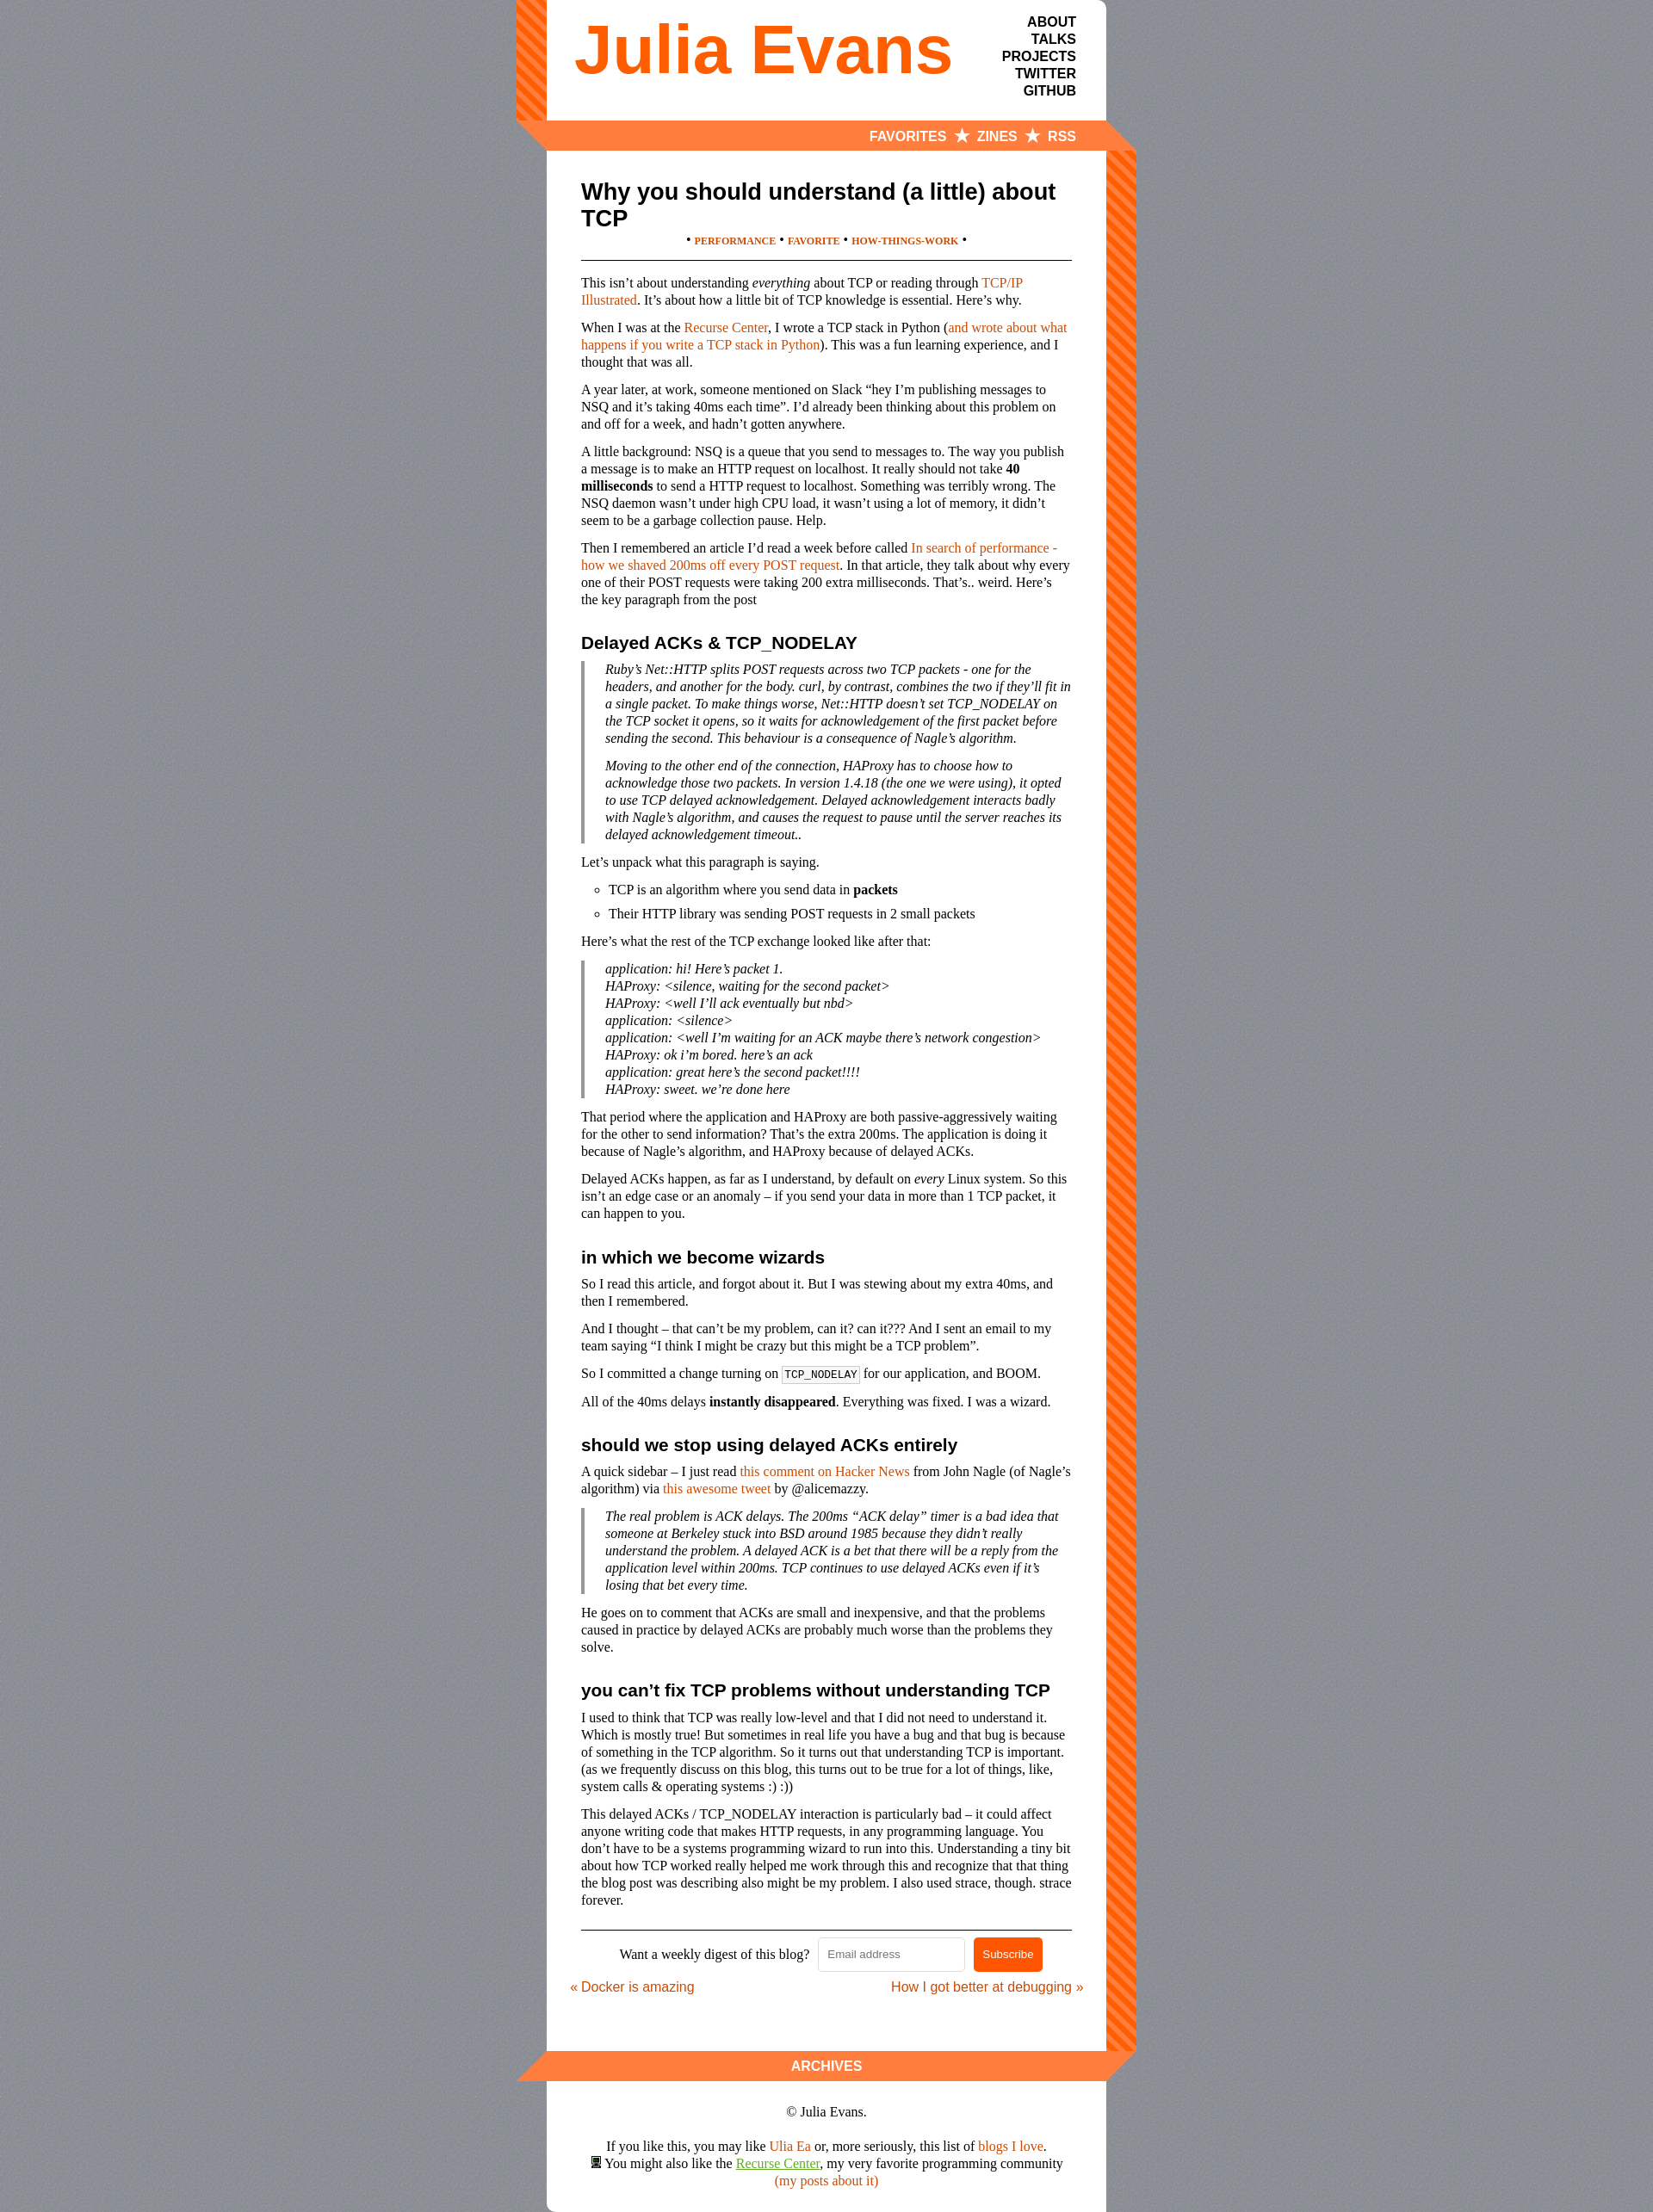 Julia Evans
ABOUT
TALKS
PROJECTS
TWITTER
GITHUB
FAVORITES ★ ZINES ★ RSS
Why you should understand (a little) about
TCP
• PERFORMANCE • FAVORITE • HOW-THINGS-WORK •
This isn’t about understanding everything about TCP or reading through TCP/IP
Illustrated. It’s about how a little bit of TCP knowledge is essential. Here’s why.
When I was at the Recurse Center, I wrote a TCP stack in Python (and wrote about what
happens if you write a TCP stack in Python). This was a fun learning experience, and I
thought that was all.
A year later, at work, someone mentioned on Slack “hey I’m publishing messages to
NSQ and it’s taking 40ms each time”. I’d already been thinking about this problem on
and off for a week, and hadn’t gotten anywhere.
A little background: NSQ is a queue that you send to messages to. The way you publish
a message is to make an HTTP request on localhost. It really should not take 40
milliseconds to send a HTTP request to localhost. Something was terribly wrong. The
NSQ daemon wasn’t under high CPU load, it wasn’t using a lot of memory, it didn’t
seem to be a garbage collection pause. Help.
Then I remembered an article I’d read a week before called In search of performance -
how we shaved 200ms off every POST request. In that article, they talk about why every
one of their POST requests were taking 200 extra milliseconds. That’s.. weird. Here’s
the key paragraph from the post
Delayed ACKs & TCP_NODELAY
Ruby’s Net::HTTP splits POST requests across two TCP packets - one for the
headers, and another for the body. curl, by contrast, combines the two if they’ll fit in
a single packet. To make things worse, Net::HTTP doesn’t set TCP_NODELAY on
the TCP socket it opens, so it waits for acknowledgement of the first packet before
sending the second. This behaviour is a consequence of Nagle’s algorithm.
Moving to the other end of the connection, HAProxy has to choose how to
acknowledge those two packets. In version 1.4.18 (the one we were using), it opted
to use TCP delayed acknowledgement. Delayed acknowledgement interacts badly
with Nagle’s algorithm, and causes the request to pause until the server reaches its
delayed acknowledgement timeout..
Let’s unpack what this paragraph is saying.
◦ TCP is an algorithm where you send data in packets
◦ Their HTTP library was sending POST requests in 2 small packets
Here’s what the rest of the TCP exchange looked like after that:
application: hi! Here’s packet 1.
HAProxy: <silence, waiting for the second packet>
HAProxy: <well I’ll ack eventually but nbd>
application: <silence>
application: <well I’m waiting for an ACK maybe there’s network congestion>
HAProxy: ok i’m bored. here’s an ack
application: great here’s the second packet!!!!
HAProxy: sweet. we’re done here
That period where the application and HAProxy are both passive-aggressively waiting
for the other to send information? That’s the extra 200ms. The application is doing it
because of Nagle’s algorithm, and HAProxy because of delayed ACKs.
Delayed ACKs happen, as far as I understand, by default on every Linux system. So this
isn’t an edge case or an anomaly – if you send your data in more than 1 TCP packet, it
can happen to you.
in which we become wizards
So I read this article, and forgot about it. But I was stewing about my extra 40ms, and
then I remembered.
And I thought – that can’t be my problem, can it? can it??? And I sent an email to my
team saying “I think I might be crazy but this might be a TCP problem”.
So I committed a change turning on TCP_NODELAY for our application, and BOOM.
All of the 40ms delays instantly disappeared. Everything was fixed. I was a wizard.
should we stop using delayed ACKs entirely
A quick sidebar – I just read this comment on Hacker News from John Nagle (of Nagle’s
algorithm) via this awesome tweet by @alicemazzy.
The real problem is ACK delays. The 200ms “ACK delay” timer is a bad idea that
someone at Berkeley stuck into BSD around 1985 because they didn’t really
understand the problem. A delayed ACK is a bet that there will be a reply from the
application level within 200ms. TCP continues to use delayed ACKs even if it’s
losing that bet every time.
He goes on to comment that ACKs are small and inexpensive, and that the problems
caused in practice by delayed ACKs are probably much worse than the problems they
solve.
you can’t fix TCP problems without understanding TCP
I used to think that TCP was really low-level and that I did not need to understand it.
Which is mostly true! But sometimes in real life you have a bug and that bug is because
of something in the TCP algorithm. So it turns out that understanding TCP is important.
(as we frequently discuss on this blog, this turns out to be true for a lot of things, like,
system calls & operating systems :) :))
This delayed ACKs / TCP_NODELAY interaction is particularly bad – it could affect
anyone writing code that makes HTTP requests, in any programming language. You
don’t have to be a systems programming wizard to run into this. Understanding a tiny bit
about how TCP worked really helped me work through this and recognize that that thing
the blog post was describing also might be my problem. I also used strace, though. strace
forever.
Want a weekly digest of this blog? Email address Subscribe
« Docker is amazing How I got better at debugging »
ARCHIVES
© Julia Evans.
If you like this, you may like Ulia Ea or, more seriously, this list of blogs I love.
You might also like the Recurse Center, my very favorite programming community
(my posts about it)